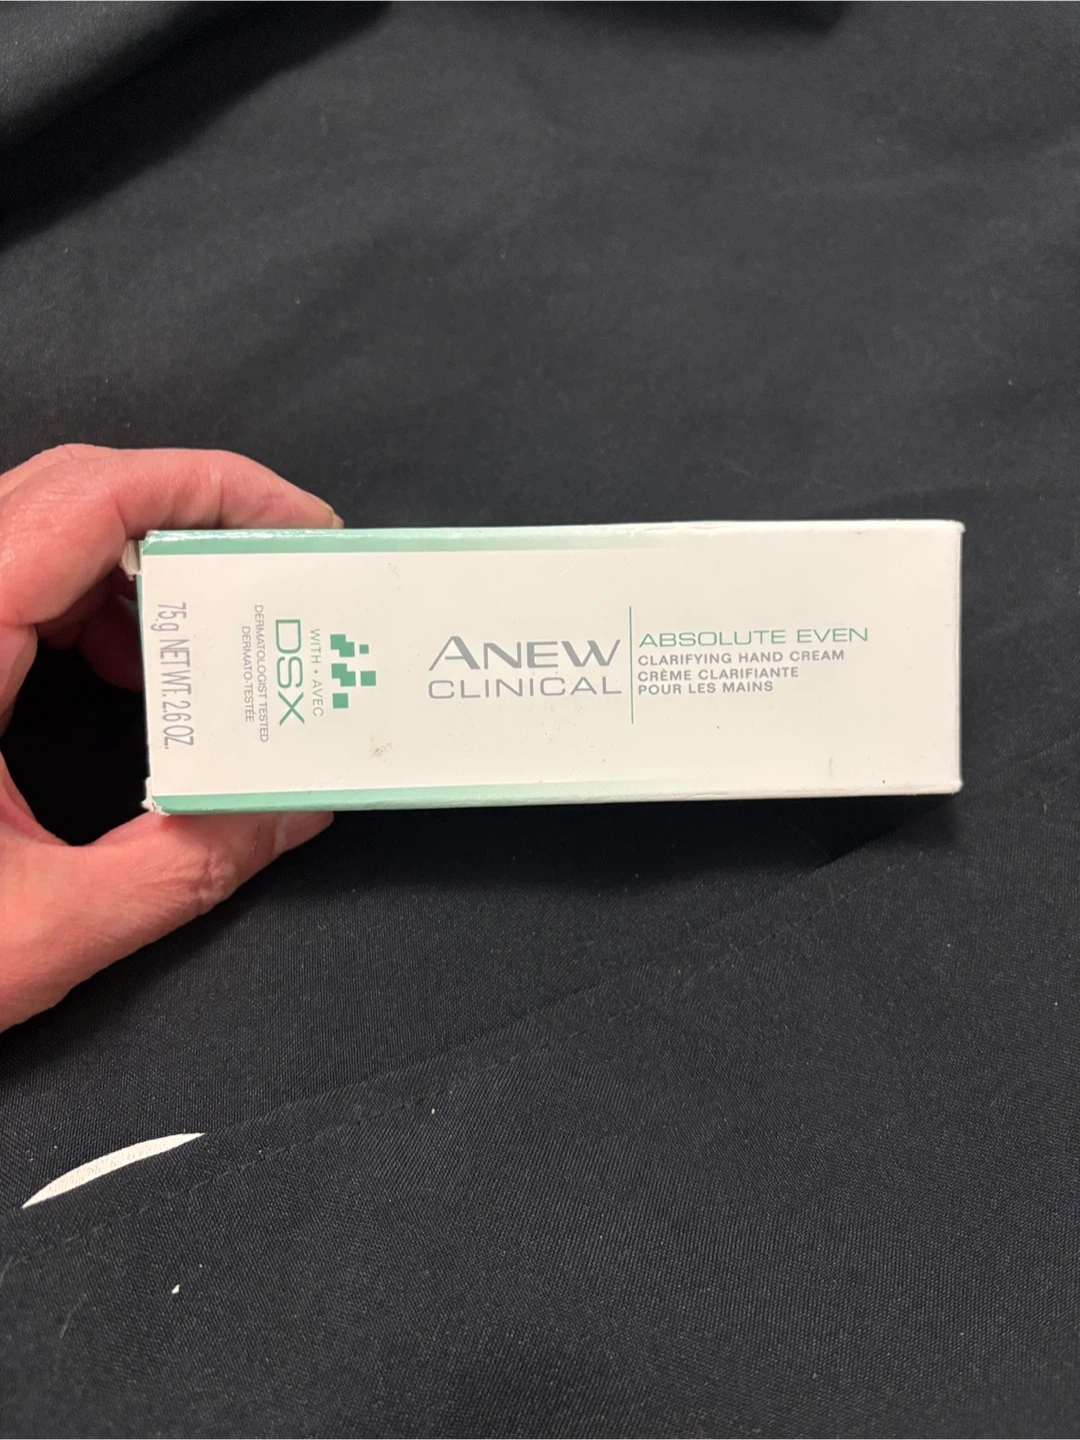 ANEW
CLINICAL
ABSOLUTE EVEN
CLARIFYING HAND CREAM
CRÈME CLARIFIANTE
POUR LES MAINS
WITH • AVEC
DSX
DERMATOLOGIST TESTED
DERMATO-TESTÉE
75 g NET WT. 2.6 OZ.